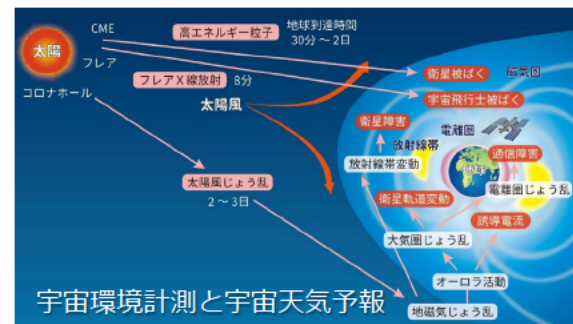 CME
高エネルギー粒子
地球到達時間
30分～2日
太陽
フレア
フレアX線放射
8分
コロナホール
太陽風
衛星被ばく
磁気圏
宇宙飛行士被ばく
衛星障害
電離圏
放射線帯
通信障害
放射線帯変動
地球
太陽風じょう乱
2～3日
電離圏じょう乱
衛星軌道変動
誘導電流
大気圏じょう乱
オーロラ活動
地磁気じょう乱
宇宙環境計測と宇宙天気予報